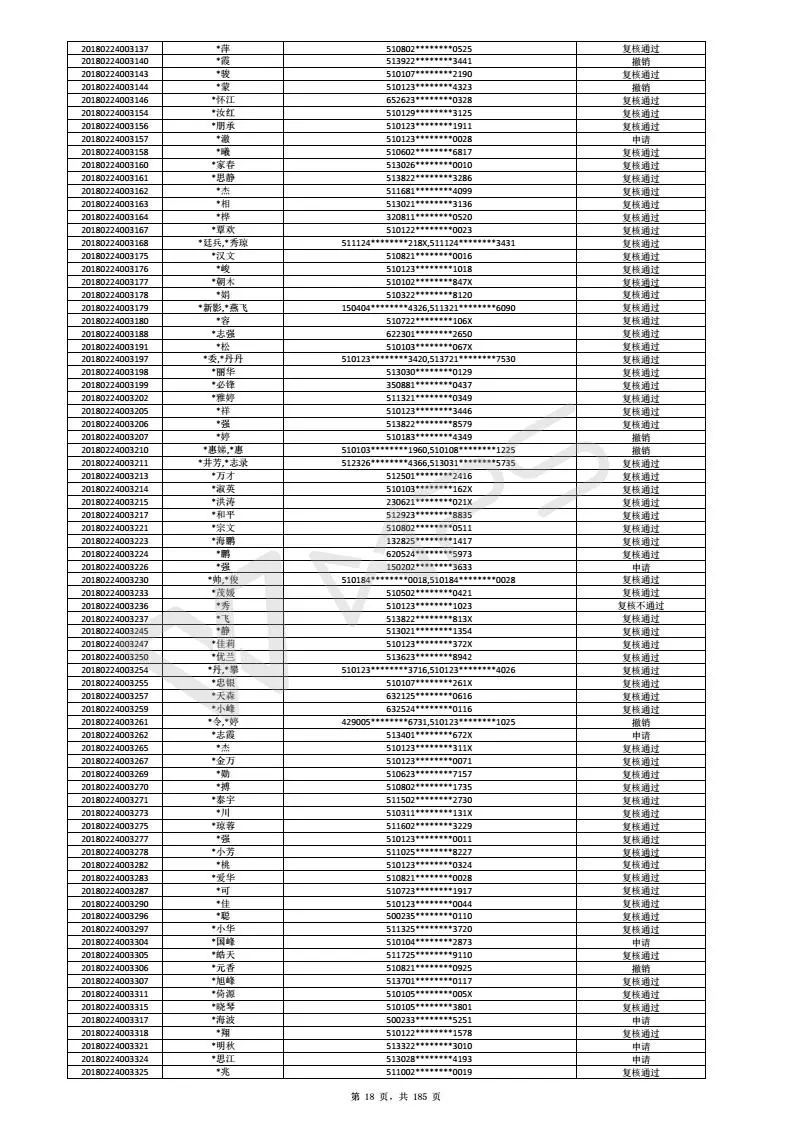 20180224003137 *萍 510802********0525 复核通过
20180224003140 *霞 513922********3441 撤销
20180224003143 *骏 510107********2190 复核通过
20180224003144 *蒙 510123********4323 撤销
20180224003146 *怀江 652623********0328 复核通过
20180224003154 *汝红 510129********3125 复核通过
20180224003156 *朋承 510123********1911 复核通过
20180224003157 *澈 510123********0028 申请
20180224003158 *曦 510602********6817 复核通过
20180224003160 *家春 513026********0010 复核通过
20180224003161 *思静 513822********3286 复核通过
20180224003162 *杰 511681********4099 复核通过
20180224003163 *相 513021********3136 复核通过
20180224003164 *桦 320811********0520 复核通过
20180224003167 *覃欢 510122********0023 复核通过
20180224003168 *廷兵,*秀琼 511124********218X,511124********3431 复核通过
20180224003175 *汉文 510821********0016 复核通过
20180224003176 *峻 510123********1018 复核通过
20180224003177 *朝木 510102********847X 复核通过
20180224003178 *娟 510322********8120 复核通过
20180224003179 *新影,*燕飞 150404********4326,511321********6090 复核通过
20180224003180 *容 510722********106X 复核通过
20180224003188 *志强 622301********2650 复核通过
20180224003191 *松 510103********067X 复核通过
20180224003197 *委,*丹丹 510123********3420,513721********7530 复核通过
20180224003198 *丽华 513030********0129 复核通过
20180224003199 *必锋 350881********0437 复核通过
20180224003202 *雅婷 511321********0349 复核通过
20180224003205 *祥 510123********3446 复核通过
20180224003206 *强 513822********8579 复核通过
20180224003207 *婷 510183********4349 撤销
20180224003210 *惠娣,*惠 510103********1960,510108********1225 撤销
20180224003211 *井芳,*志录 512326********4366,513031********5735 复核通过
20180224003213 *万才 512501********2416 复核通过
20180224003214 *淑英 510103********162X 复核通过
20180224003215 *洪涛 230621********021X 复核通过
20180224003217 *和平 512923********8835 复核通过
20180224003221 *宗文 510802********0511 复核通过
20180224003223 *海鹏 132825********1417 复核通过
20180224003224 *鹏 620524********5973 复核通过
20180224003226 *强 150202********3633 申请
20180224003230 *帅,*俊 510184********0018,510184********0028 复核通过
20180224003233 *茂媛 510502********0421 复核通过
20180224003236 *秀 510123********1023 复核不通过
20180224003237 *飞 513822********813X 复核通过
20180224003245 *静 513021********1354 复核通过
20180224003247 *佳莉 510123********372X 复核通过
20180224003250 *优兰 513623********8942 复核通过
20180224003254 *丹,*攀 510123********3716,510123********4026 复核通过
20180224003255 *忠银 510107********261X 复核通过
20180224003257 *天森 632125********0616 复核通过
20180224003259 *小峰 632524********0116 复核通过
20180224003261 *令,*婷 429005********6731,510123********1025 撤销
20180224003262 *志霞 513401********672X 申请
20180224003265 *杰 510123********311X 复核通过
20180224003267 *金万 510123********0071 复核通过
20180224003269 *勋 510623********7157 复核通过
20180224003270 *搏 510802********1735 复核通过
20180224003271 *泰宇 511502********2730 复核通过
20180224003273 *川 510311********131X 复核通过
20180224003275 *琼蓉 511602********3229 复核通过
20180224003277 *强 510123********0011 复核通过
20180224003278 *小芳 511025********8227 复核通过
20180224003282 *桃 510123********0324 复核通过
20180224003283 *爱华 510821********0028 复核通过
20180224003287 *可 510723********1917 复核通过
20180224003290 *佳 510123********0044 复核通过
20180224003296 *聪 500235********0110 复核通过
20180224003297 *小华 511325********3720 复核通过
20180224003304 *国峰 510104********2873 申请
20180224003305 *皓天 511725********9110 复核通过
20180224003306 *元香 510821********0925 撤销
20180224003307 *旭峰 513701********0117 复核通过
20180224003311 *倚源 510105********005X 复核通过
20180224003315 *晓琴 510105********3801 复核通过
20180224003317 *海波 500233********5251 申请
20180224003318 *翔 510122********1578 复核通过
20180224003321 *明秋 513322********3010 申请
20180224003324 *思江 513028********4193 申请
20180224003325 *兆 511002********0019 复核通过
第 18 页，共 185 页